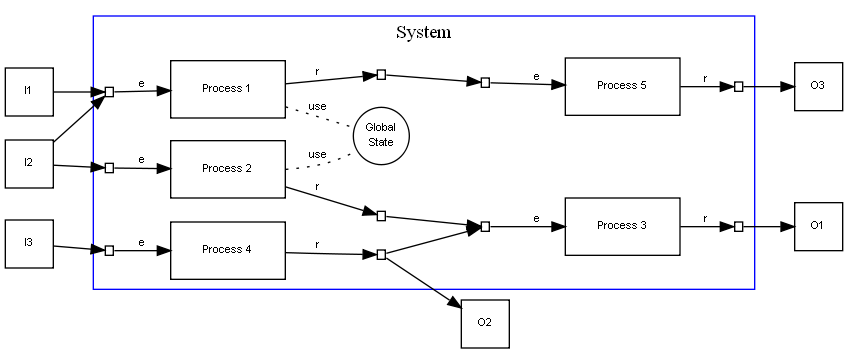 System
I1
e
Process 1
r
e
Process 5
r
O3
use
Global
State
use
I2
e
Process 2
r
I3
e
Process 4
r
e
Process 3
r
O1
O2